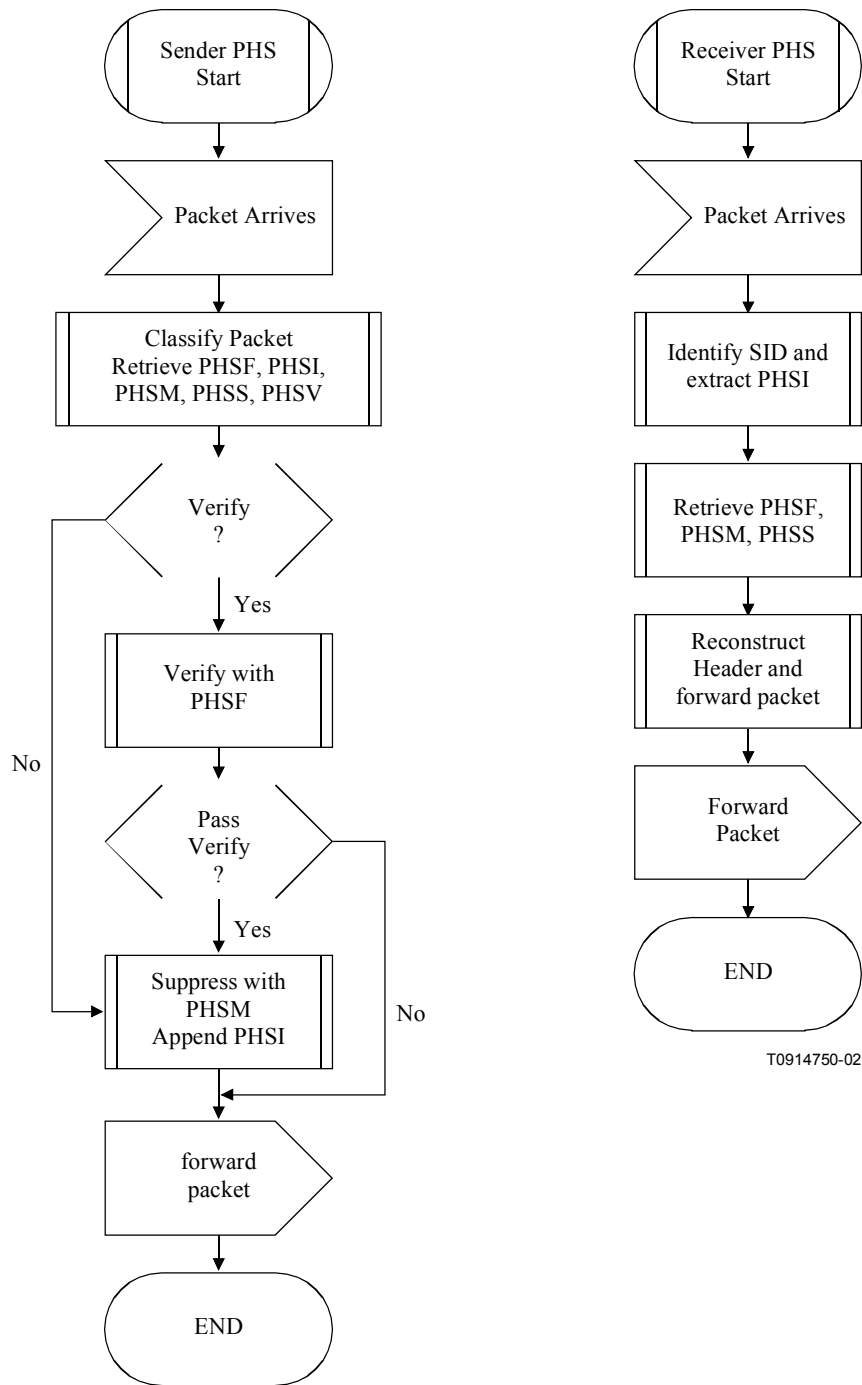 Sender PHS
Start
Packet Arrives
Classify Packet
Retrieve PHSF, PHSI,
PHSM, PHSS, PHSV
Verify
?
Yes
Verify with
PHSF
No
Pass
Verify
?
Yes
Suppress with
PHSM
Append PHSI
No
forward
packet
END
Receiver PHS
Start
Packet Arrives
Identify SID and
extract PHSI
Retrieve PHSF,
PHSM, PHSS
Reconstruct
Header and
forward packet
Forward
Packet
END
T0914750-02